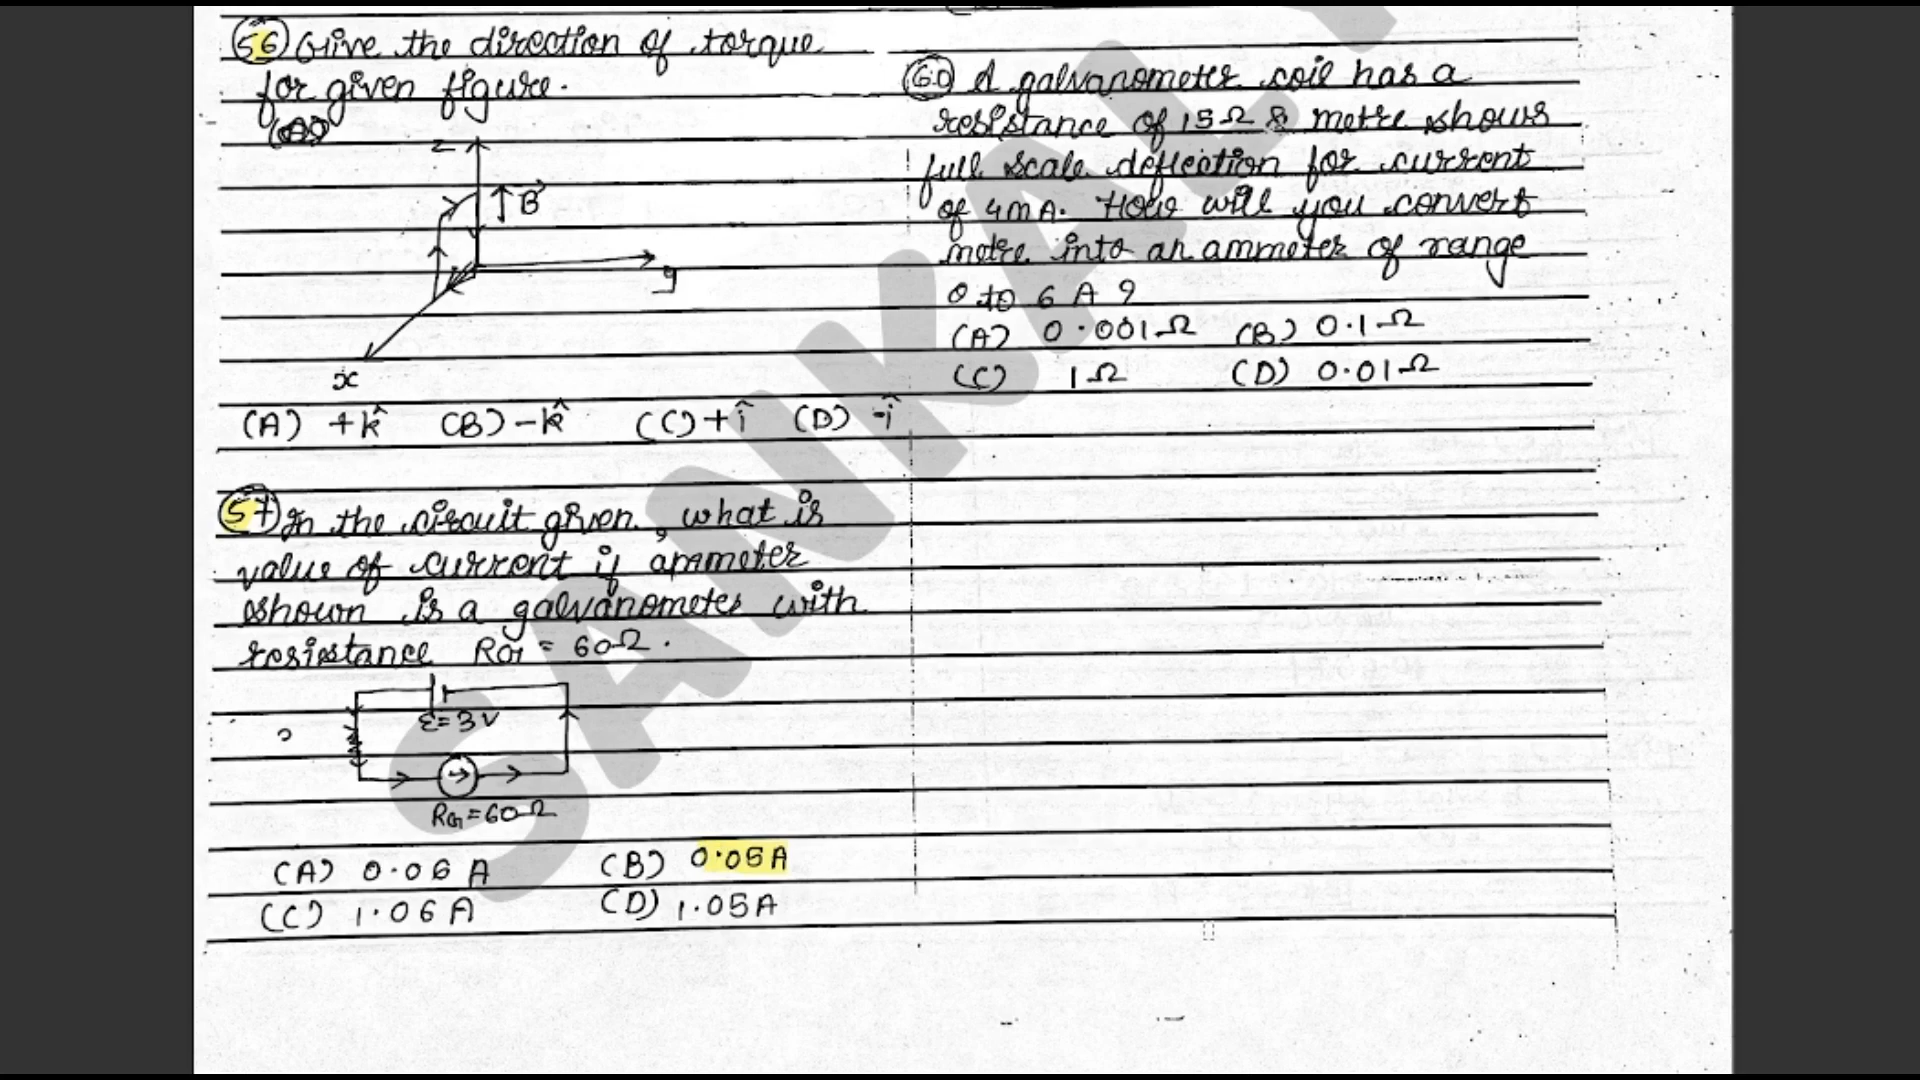 56 Give the direction of torque
for given figure.
z
B
y
x
(A) +k̂ (B) -k̂ (C) +î (D) -î
57 In the circuit given, what is
value of current if ammeter
shown is a galvanometer with
resistance RG = 60Ω.
ε=3V
RG=60Ω
(A) 0.06 A (B) 0.05A
(C) 1.06A (D) 1.05A
60 A galvanometer coil has a
resistance of 15Ω & metre shows
full scale deflection for current
of 4mA. How will you convert
metre into an ammeter of range
0 to 6 A ?
(A) 0.001Ω (B) 0.1Ω
(C) 1Ω (D) 0.01Ω